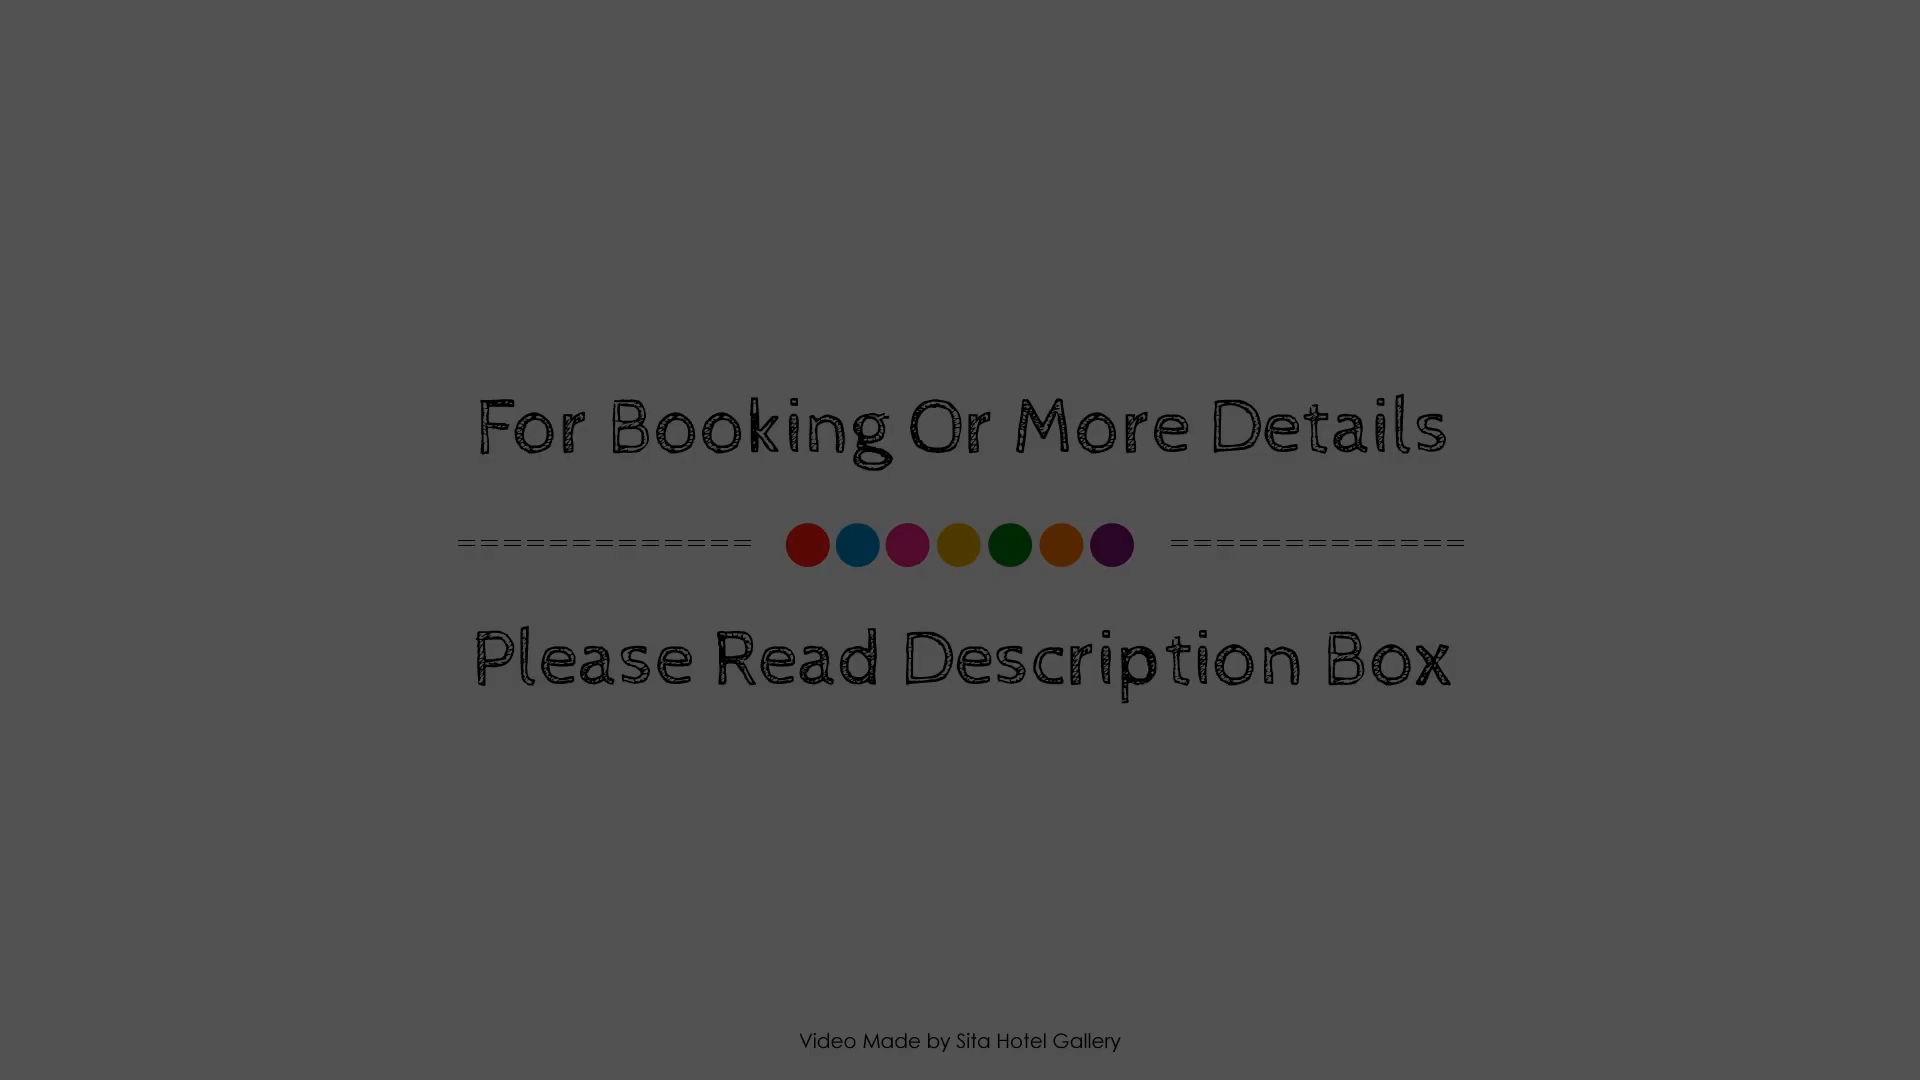 For Booking Or More Details
============= =============
Please Read Description Box
Video Made by Sita Hotel Gallery